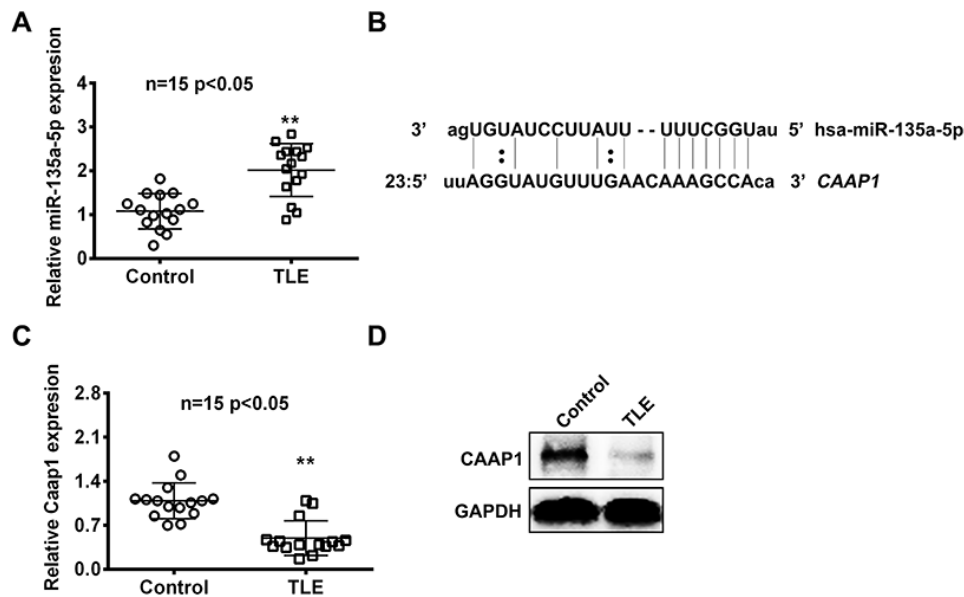 A
Relative miR-135a-5p expresion
n=15 p<0.05
**
4
3
2
1
0
Control TLE
B
3' agUGUAUCCUUAUU - - UUUCGGUau 5' hsa-miR-135a-5p
23:5' uuAGGUAUGUUUGAACAAAGCCAca 3' CAAP1
C
Relative Caap1 expresion
n=15 p<0.05
**
2.8
2.1
1.4
0.7
0.0
Control TLE
D
Control TLE
CAAP1
GAPDH